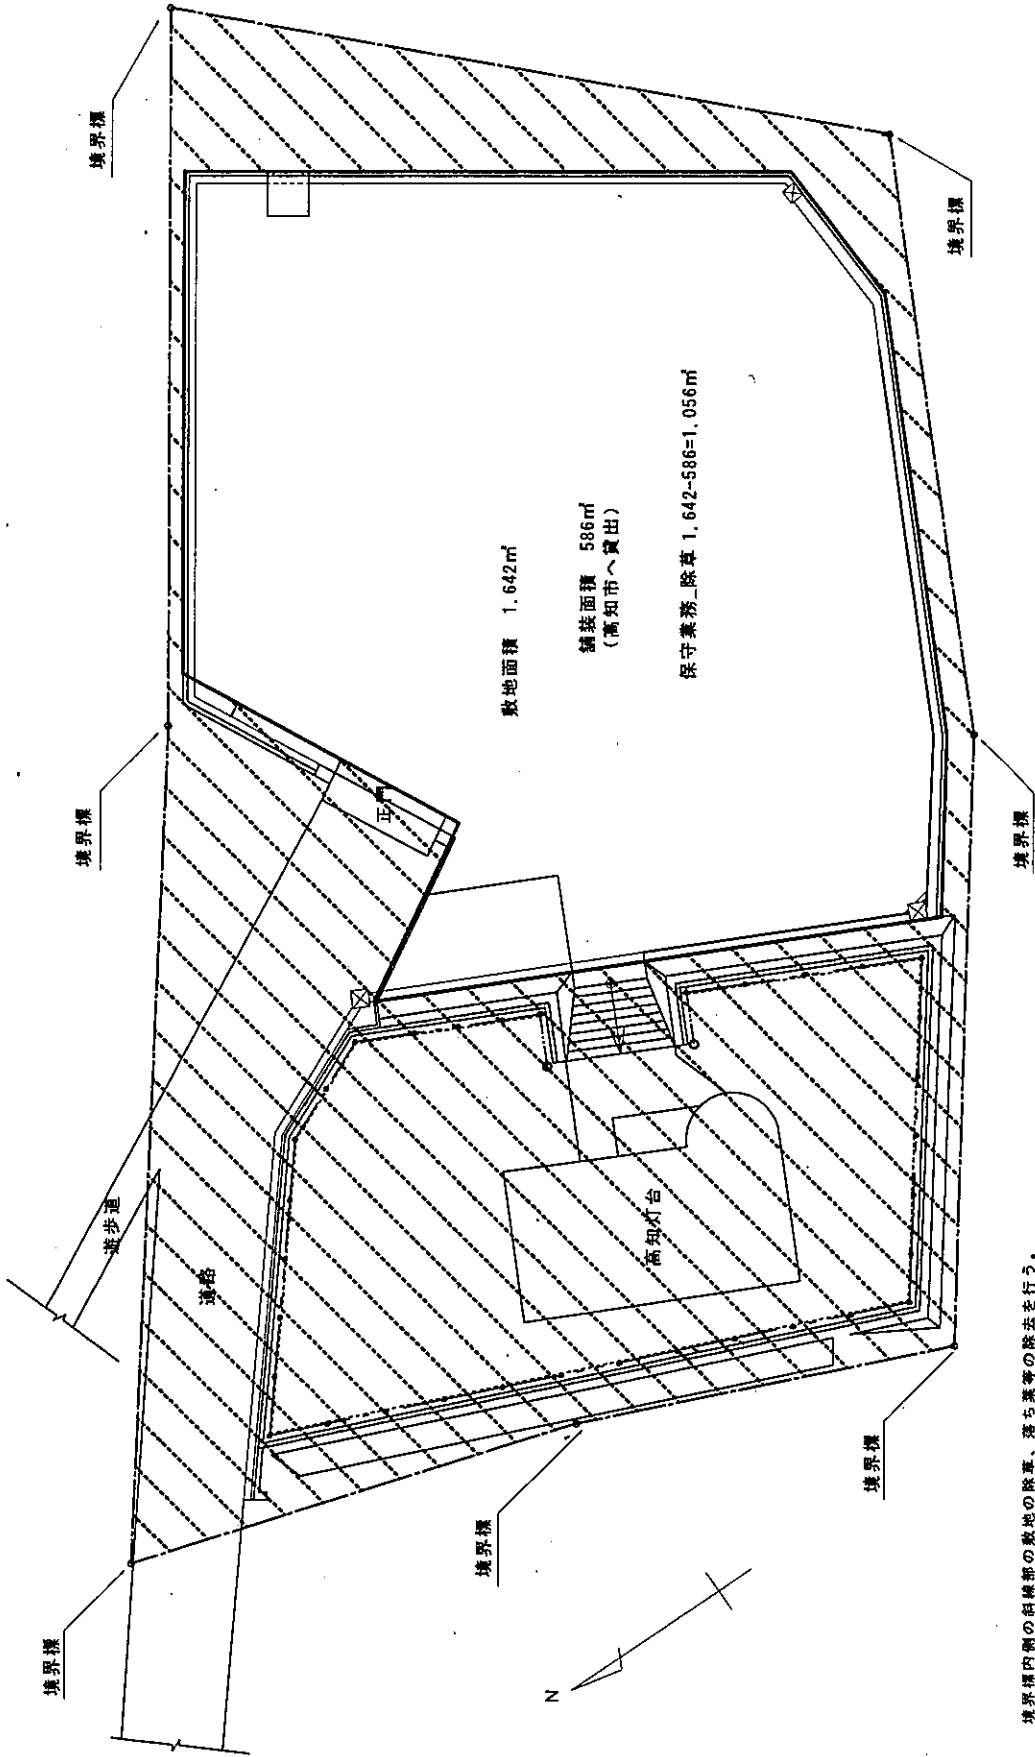 境界標
境界標
境界標
境界標
境界標
境界標
境界標
敷地面積 1,642㎡
舗装面積 586㎡
(高知市へ貸出)
保守業務_除草 1,642-586=1,056㎡
正門
遊歩道
道路
高知灯台
N
境界標内側の斜線部の敷地の除草、落ち葉等の除去を行う。